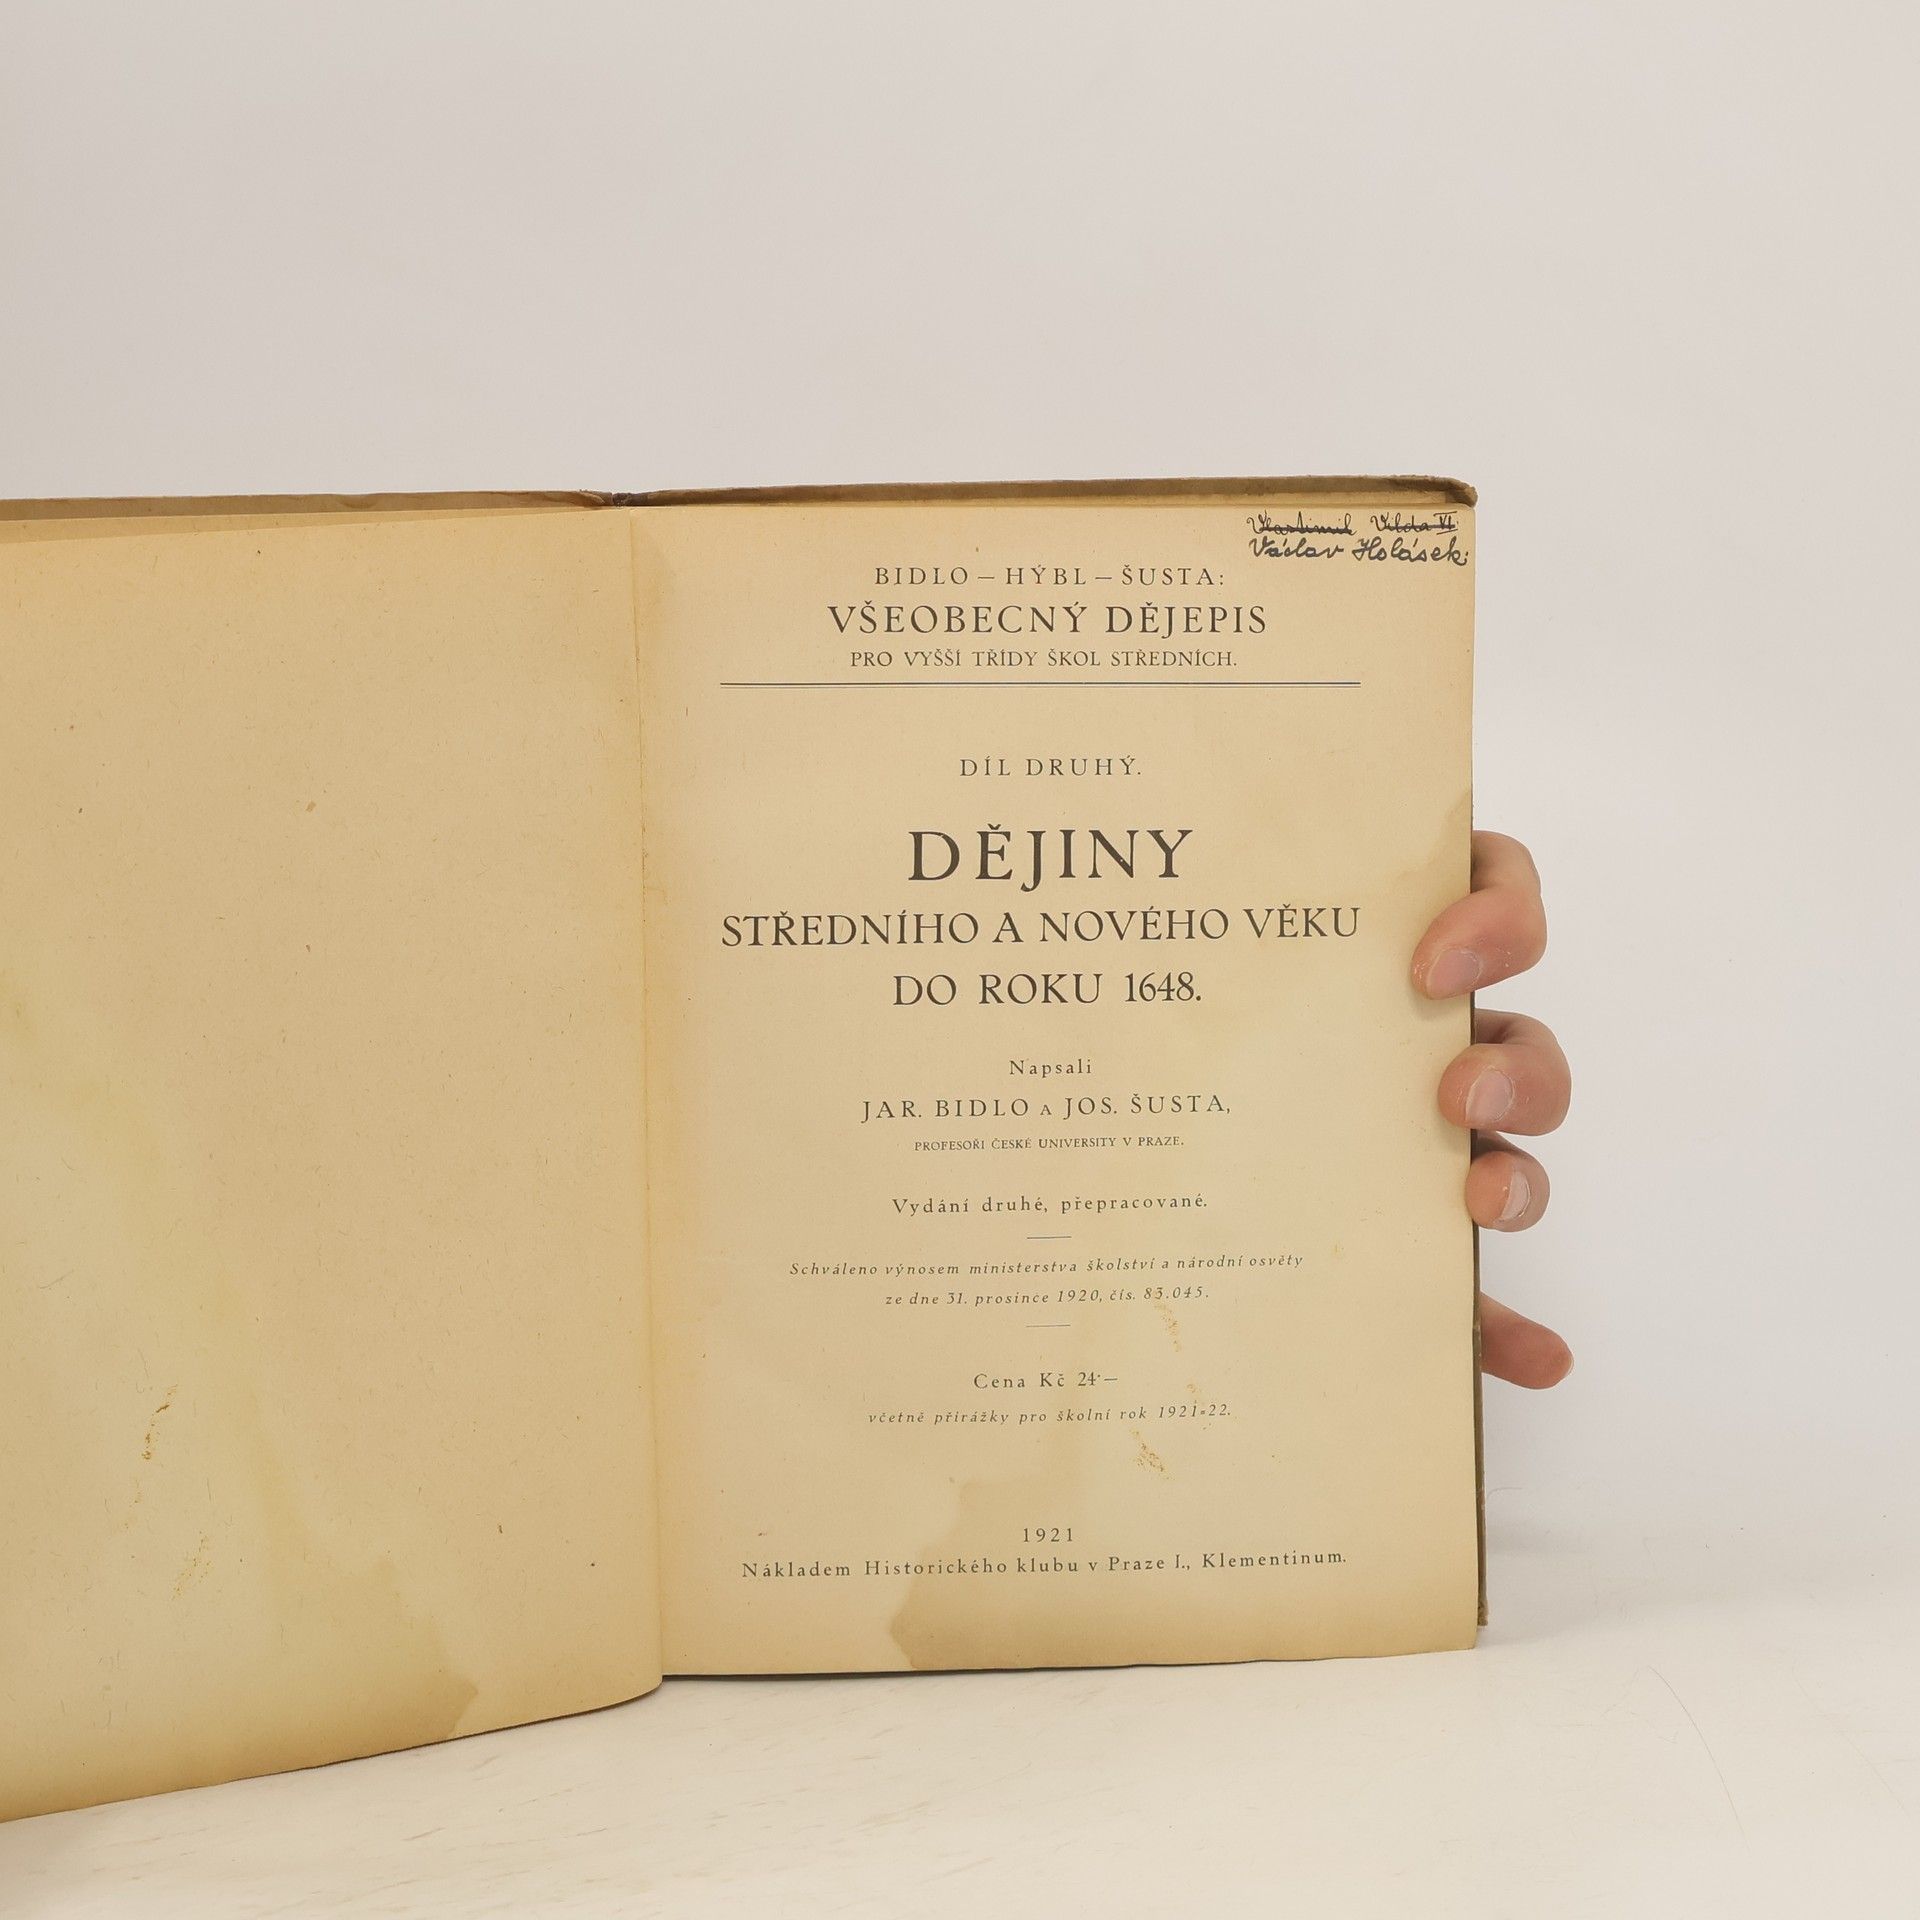 Vlastimil Vilda VI.
Václav Holásek.
BIDLO – HÝBL – ŠUSTA:
VŠEOBECNÝ DĚJEPIS
PRO VYŠŠÍ TŘÍDY ŠKOL STŘEDNÍCH.
DÍL DRUHÝ.
DĚJINY
STŘEDNÍHO A NOVÉHO VĚKU
DO ROKU 1648.
Napsali
JAR. BIDLO A JOS. ŠUSTA,
PROFESOŘI ČESKÉ UNIVERSITY V PRAZE.
Vydání druhé, přepracované.
Schváleno výnosem ministerstva školství a národní osvěty
ze dne 31. prosince 1920, čís. 83.045.
Cena Kč 24·—
včetně přirážky pro školní rok 1921=22.
1921
Nákladem Historického klubu v Praze I., Klementinum.